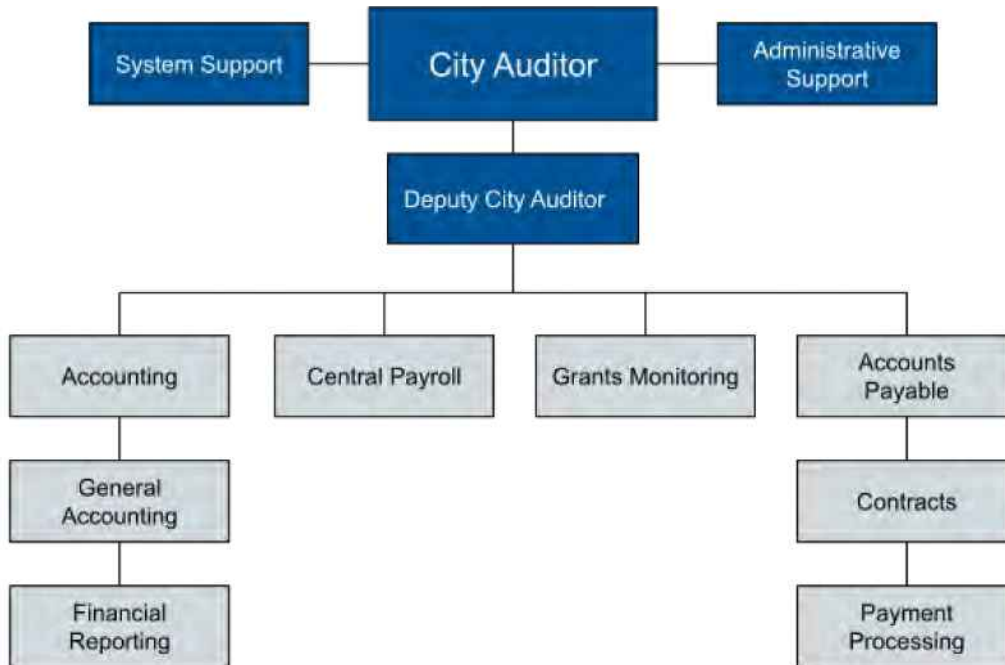 System Support
City Auditor
Administrative
Support
Deputy City Auditor
Accounting
Central Payroll
Grants Monitoring
Accounts
Payable
General
Accounting
Contracts
Financial
Reporting
Payment
Processing